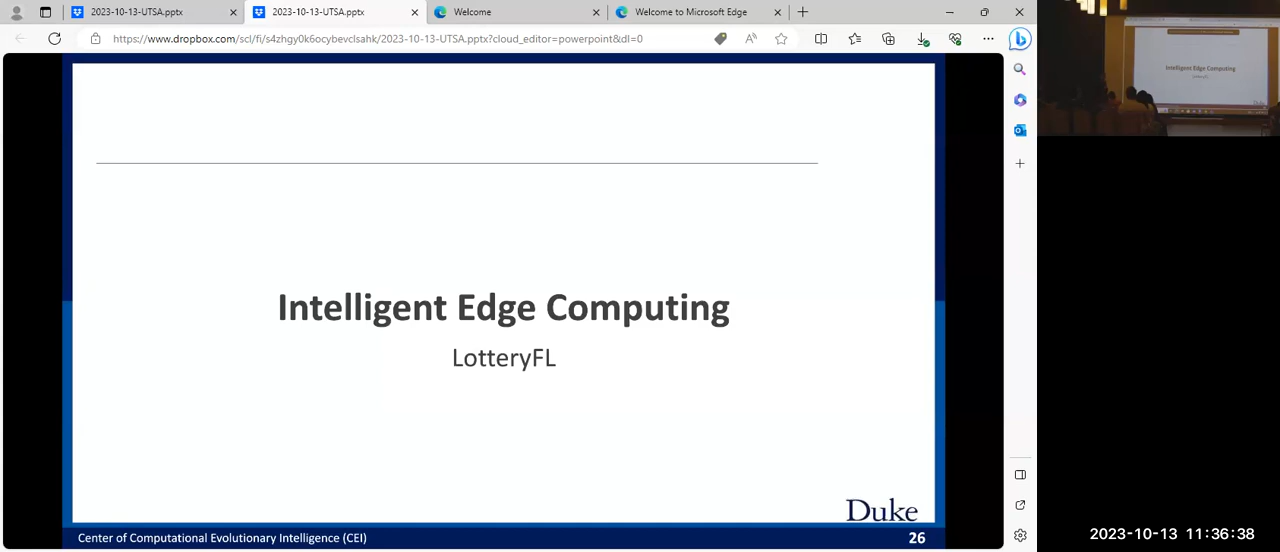 2023-10-13-UTSA.pptx
2023-10-13-UTSA.pptx
Welcome
Welcome to Microsoft Edge
https://www.dropbox.com/scl/fi/s4zhgy0k6ocybevclsahk/2023-10-13-UTSA.pptx?cloud_editor=powerpoint&dl=0
Intelligent Edge Computing
LotteryFL
Intelligent Edge Computing
LotteryFL
Duke
Center of Computational Evolutionary Intelligence (CEI)
26
2023-10-13 11:36:38